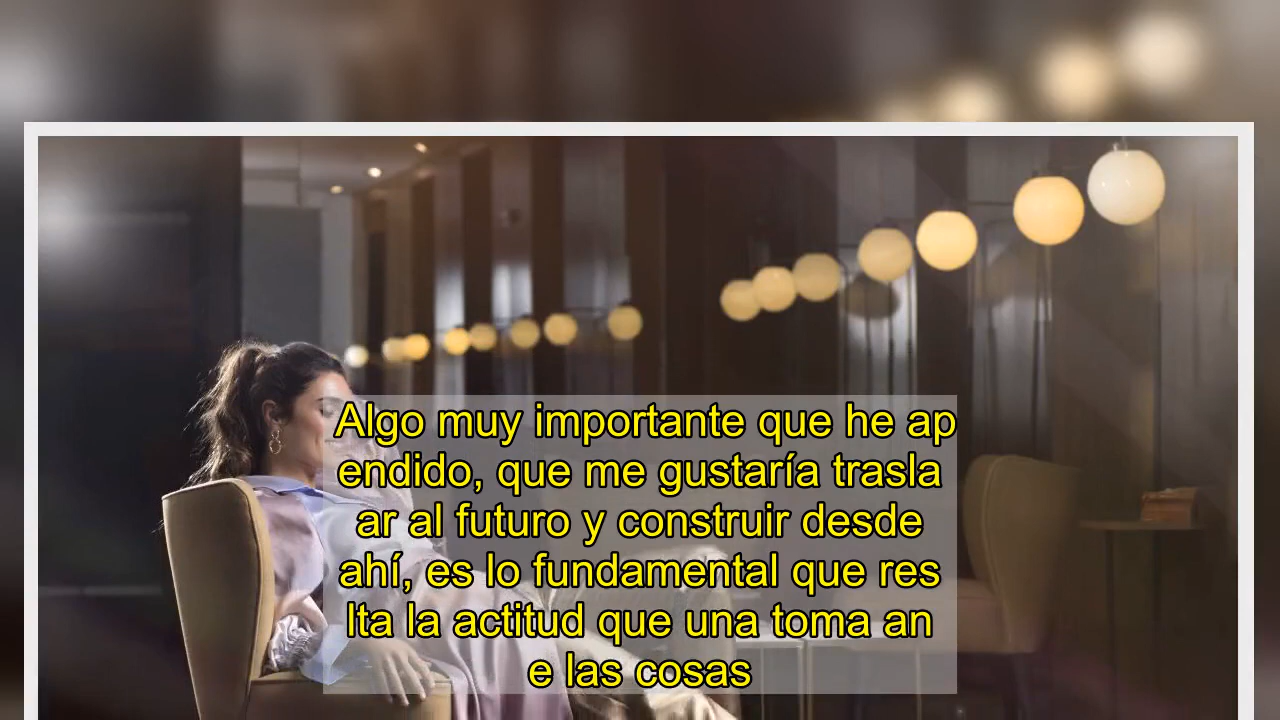 Algo muy importante que he ap
endido, que me gustaría trasla
ar al futuro y construir desde
ahí, es lo fundamental que res
lta la actitud que una toma an
e las cosas